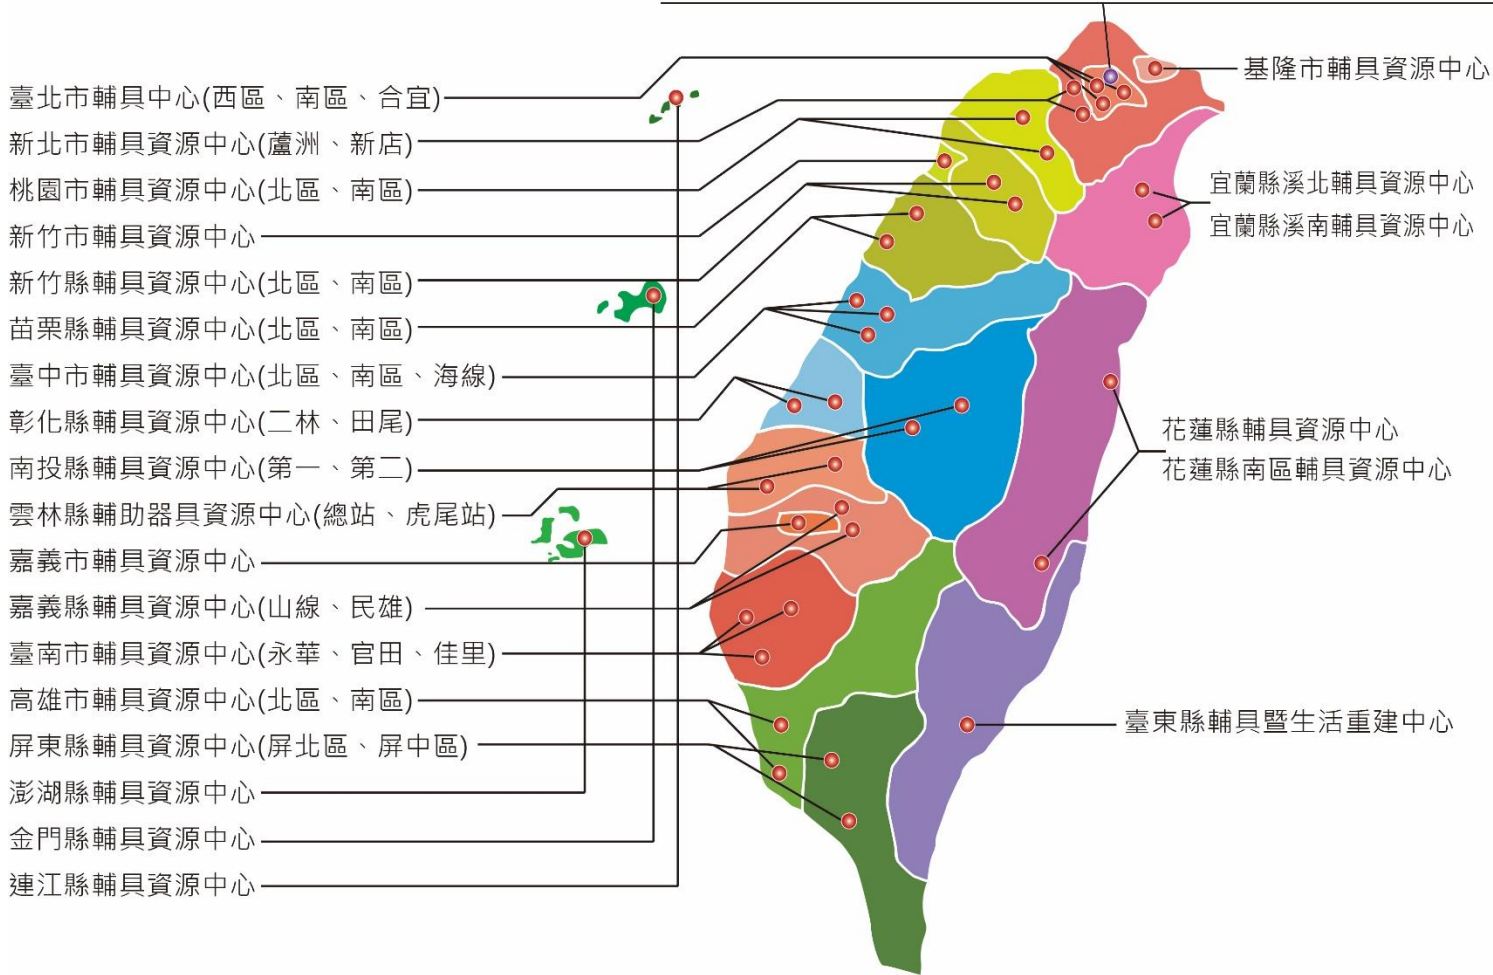 臺北市輔具中心(西區、南區、合宜)
新北市輔具資源中心(蘆洲、新店)
桃園市輔具資源中心(北區、南區)
新竹市輔具資源中心
新竹縣輔具資源中心(北區、南區)
苗栗縣輔具資源中心(北區、南區)
臺中市輔具資源中心(北區、南區、海線)
彰化縣輔具資源中心(二林、田尾)
南投縣輔具資源中心(第一、第二)
雲林縣輔助器具資源中心(總站、虎尾站)
嘉義市輔具資源中心
嘉義縣輔具資源中心(山線、民雄)
臺南市輔具資源中心(永華、官田、佳里)
高雄市輔具資源中心(北區、南區)
屏東縣輔具資源中心(屏北區、屏中區)
澎湖縣輔具資源中心
金門縣輔具資源中心
連江縣輔具資源中心
基隆市輔具資源中心
宜蘭縣溪北輔具資源中心
宜蘭縣溪南輔具資源中心
花蓮縣輔具資源中心
花蓮縣南區輔具資源中心
臺東縣輔具暨生活重建中心